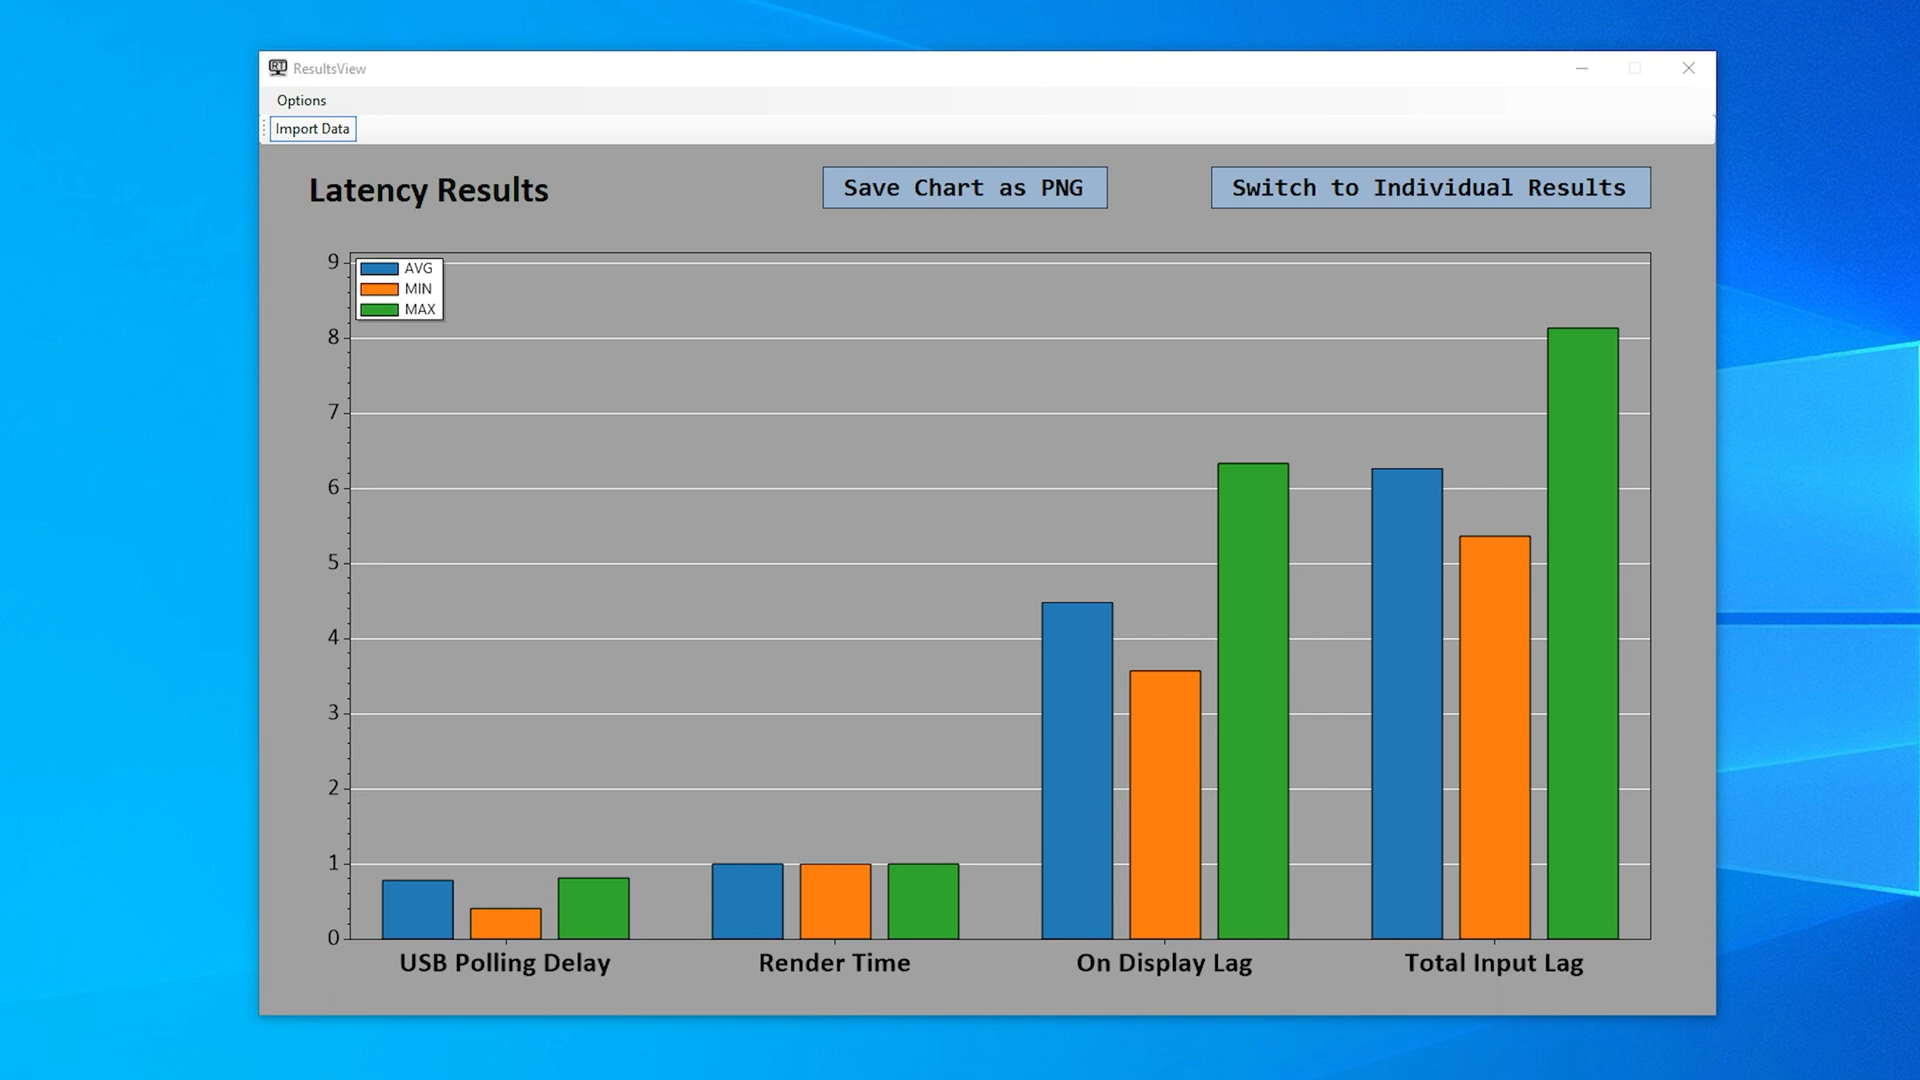 RT
ResultsView
Options
Import Data
Latency Results
Save Chart as PNG
Switch to Individual Results
9
8
7
6
5
4
3
2
1
0
AVG
MIN
MAX
USB Polling Delay
Render Time
On Display Lag
Total Input Lag